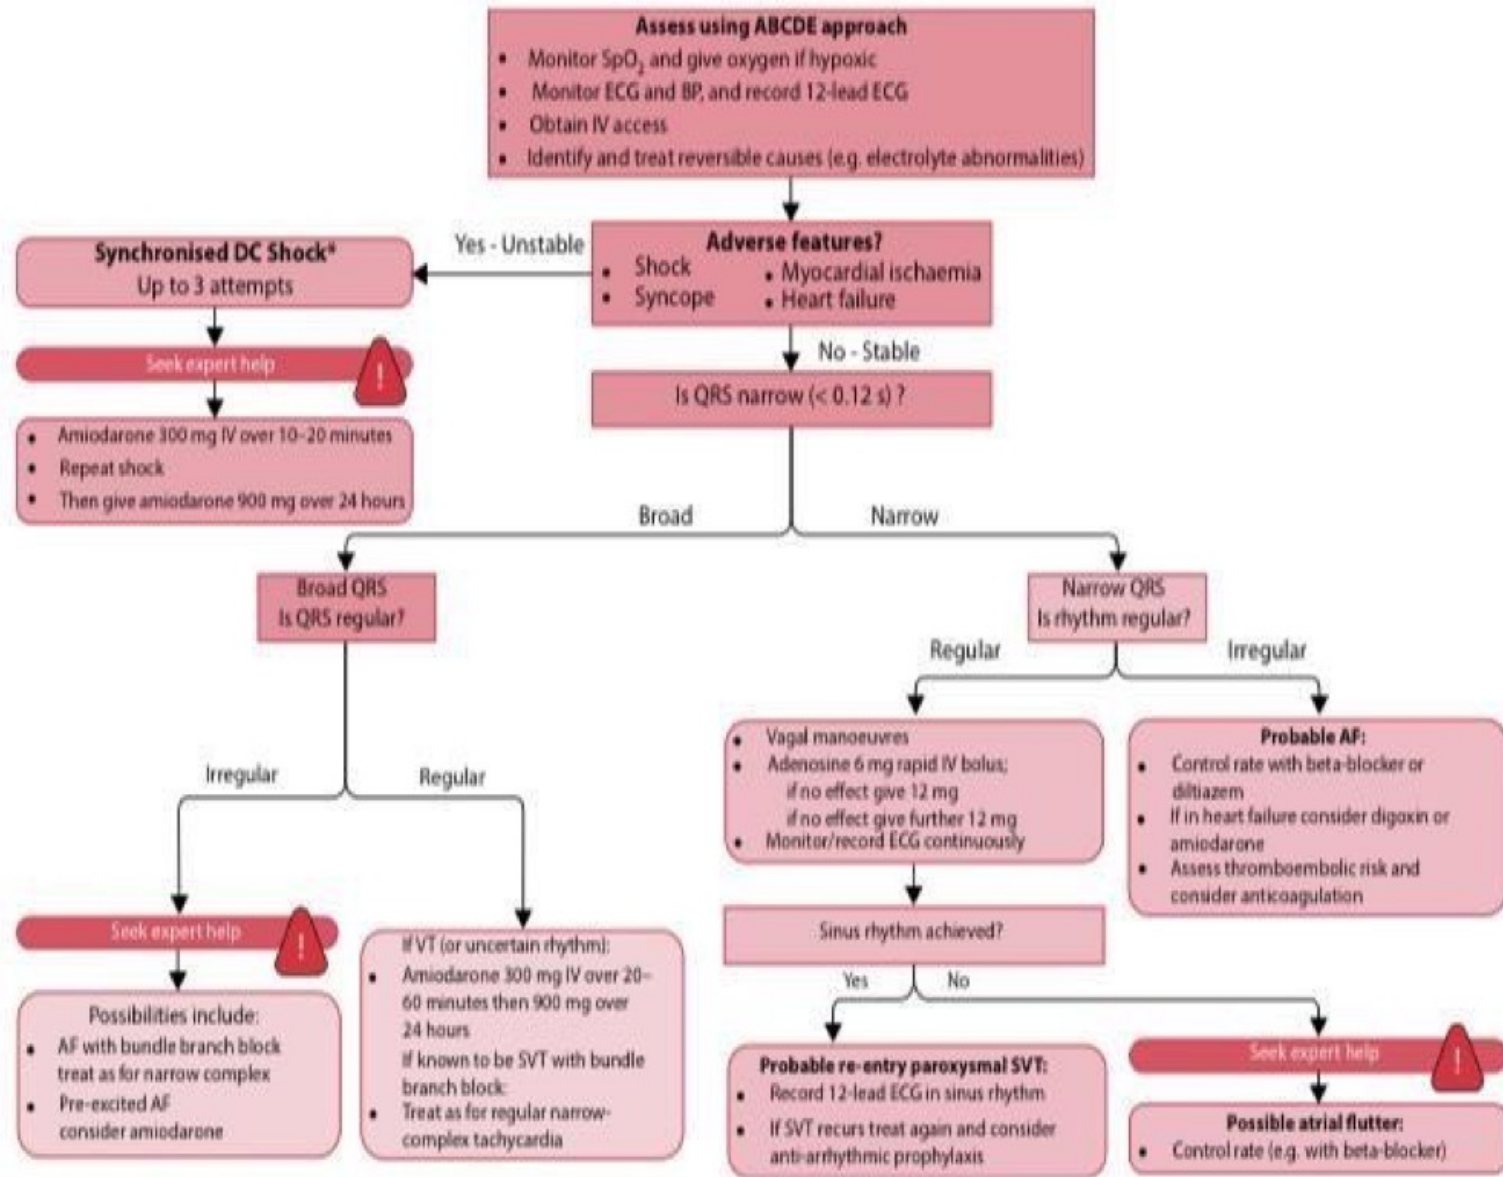 Assess using ABCDE approach
• Monitor SpO₂ and give oxygen if hypoxic
• Monitor ECG and BP, and record 12-lead ECG
• Obtain IV access
• Identify and treat reversible causes (e.g. electrolyte abnormalities)
Yes - Unstable
Adverse features?
• Shock
• Syncope
• Myocardial ischaemia
• Heart failure
Synchronised DC Shock*
Up to 3 attempts
Seek expert help
!
• Amiodarone 300 mg IV over 10–20 minutes
• Repeat shock
• Then give amiodarone 900 mg over 24 hours
No - Stable
Is QRS narrow (< 0.12 s) ?
Broad
Narrow
Broad QRS
Is QRS regular?
Narrow QRS
Is rhythm regular?
Irregular
Regular
Seek expert help
!
Possibilities include:
• AF with bundle branch block
treat as for narrow complex
• Pre-excited AF
consider amiodarone
If VT (or uncertain rhythm):
• Amiodarone 300 mg IV over 20–
60 minutes then 900 mg over
24 hours
If known to be SVT with bundle
branch block:
• Treat as for regular narrow-
complex tachycardia
Regular
Irregular
• Vagal manoeuvres
• Adenosine 6 mg rapid IV bolus;
if no effect give 12 mg
if no effect give further 12 mg
• Monitor/record ECG continuously
Probable AF:
• Control rate with beta-blocker or
diltiazem
• If in heart failure consider digoxin or
amiodarone
• Assess thromboembolic risk and
consider anticoagulation
Sinus rhythm achieved?
Yes
No
Probable re-entry paroxysmal SVT:
• Record 12-lead ECG in sinus rhythm
• If SVT recurs treat again and consider
anti-arrhythmic prophylaxis
Seek expert help
!
Possible atrial flutter:
• Control rate (e.g. with beta-blocker)